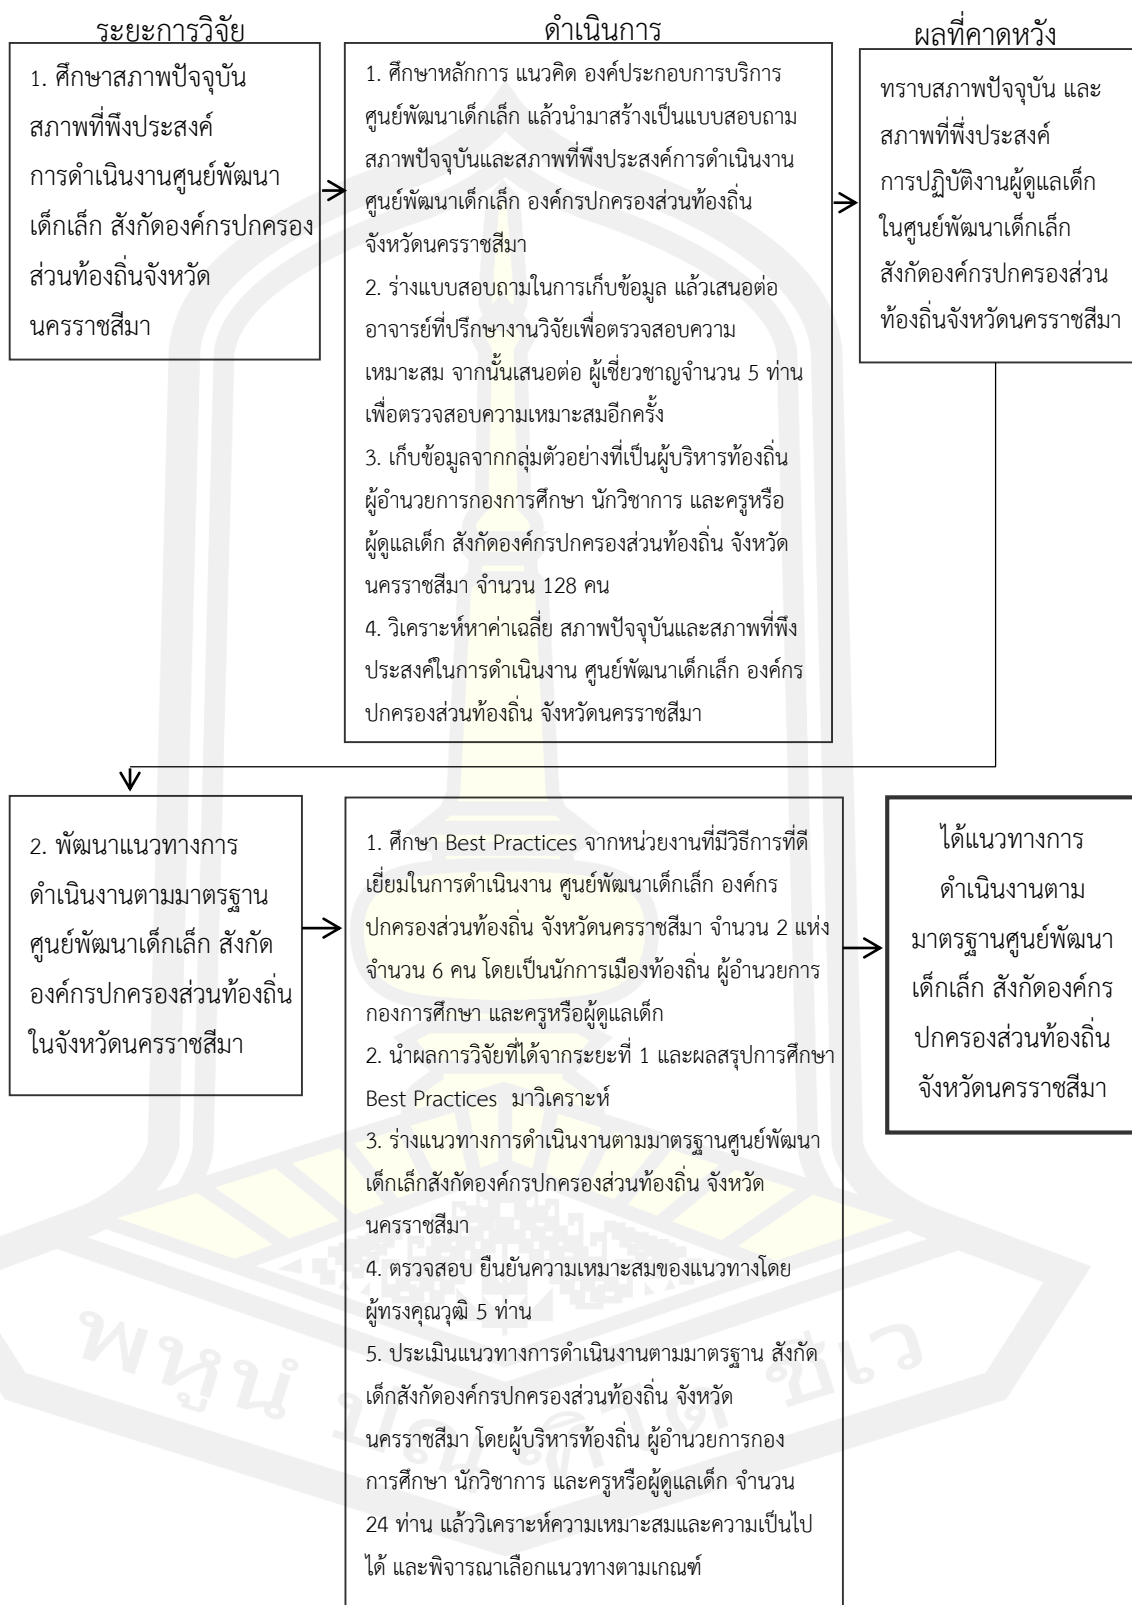 ระยะการวิจัย
ดำเนินการ
ผลที่คาดหวัง
1. ศึกษาสภาพปัจจุบัน
สภาพที่พึงประสงค์
การดำเนินงานศูนย์พัฒนา
เด็กเล็ก สังกัดองค์กรปกครอง
ส่วนท้องถิ่นจังหวัด
นครราชสีมา
1. ศึกษาหลักการ แนวคิด องค์ประกอบการบริการ
ศูนย์พัฒนาเด็กเล็ก แล้วนำมาสร้างเป็นแบบสอบถาม
สภาพปัจจุบันและสภาพที่พึงประสงค์การดำเนินงาน
ศูนย์พัฒนาเด็กเล็ก องค์กรปกครองส่วนท้องถิ่น
จังหวัดนครราชสีมา
2. ร่างแบบสอบถามในการเก็บข้อมูล แล้วเสนอต่อ
อาจารย์ที่ปรึกษางานวิจัยเพื่อตรวจสอบความ
เหมาะสม จากนั้นเสนอต่อ ผู้เชี่ยวชาญจำนวน 5 ท่าน
เพื่อตรวจสอบความเหมาะสมอีกครั้ง
3. เก็บข้อมูลจากกลุ่มตัวอย่างที่เป็นผู้บริหารท้องถิ่น
ผู้อำนวยการกองการศึกษา นักวิชาการ และครูหรือ
ผู้ดูแลเด็ก สังกัดองค์กรปกครองส่วนท้องถิ่น จังหวัด
นครราชสีมา จำนวน 128 คน
4. วิเคราะห์หาค่าเฉลี่ย สภาพปัจจุบันและสภาพที่พึง
ประสงค์ในการดำเนินงาน ศูนย์พัฒนาเด็กเล็ก องค์กร
ปกครองส่วนท้องถิ่น จังหวัดนครราชสีมา
ทราบสภาพปัจจุบัน และ
สภาพที่พึ่งประสงค์
การปฏิบัติงานผู้ดูแลเด็ก
ในศูนย์พัฒนาเด็กเล็ก
สังกัดองค์กรปกครองส่วน
ท้องถิ่นจังหวัดนครราชสีมา
2. พัฒนาแนวทางการ
ดำเนินงานตามมาตรฐาน
ศูนย์พัฒนาเด็กเล็ก สังกัด
องค์กรปกครองส่วนท้องถิ่น
ในจังหวัดนครราชสีมา
1. ศึกษา Best Practices จากหน่วยงานที่มีวิธีการที่ดี
เยี่ยมในการดำเนินงาน ศูนย์พัฒนาเด็กเล็ก องค์กร
ปกครองส่วนท้องถิ่น จังหวัดนครราชสีมา จำนวน 2 แห่ง
จำนวน 6 คน โดยเป็นนักการเมืองท้องถิ่น ผู้อำนวยการ
กองการศึกษา และครูหรือผู้ดูแลเด็ก
2. นำผลการวิจัยที่ได้จากระยะที่ 1 และผลสรุปการศึกษา
Best Practices มาวิเคราะห์
3. ร่างแนวทางการดำเนินงานตามมาตรฐานศูนย์พัฒนา
เด็กเล็กสังกัดองค์กรปกครองส่วนท้องถิ่น จังหวัด
นครราชสีมา
4. ตรวจสอบ ยืนยันความเหมาะสมของแนวทางโดย
ผู้ทรงคุณวุฒิ 5 ท่าน
5. ประเมินแนวทางการดำเนินงานตามมาตรฐาน สังกัด
เด็กสังกัดองค์กรปกครองส่วนท้องถิ่น จังหวัด
นครราชสีมา โดยผู้บริหารท้องถิ่น ผู้อำนวยการกอง
การศึกษา นักวิชาการ และครูหรือผู้ดูแลเด็ก จำนวน
24 ท่าน แล้ววิเคราะห์ความเหมาะสมและความเป็นไป
ได้ และพิจารณาเลือกแนวทางตามเกณฑ์
ได้แนวทางการ
ดำเนินงานตาม
มาตรฐานศูนย์พัฒนา
เด็กเล็ก สังกัดองค์กร
ปกครองส่วนท้องถิ่น
จังหวัดนครราชสีมา
พหูนํ ปณฺฑิโต ชีเว